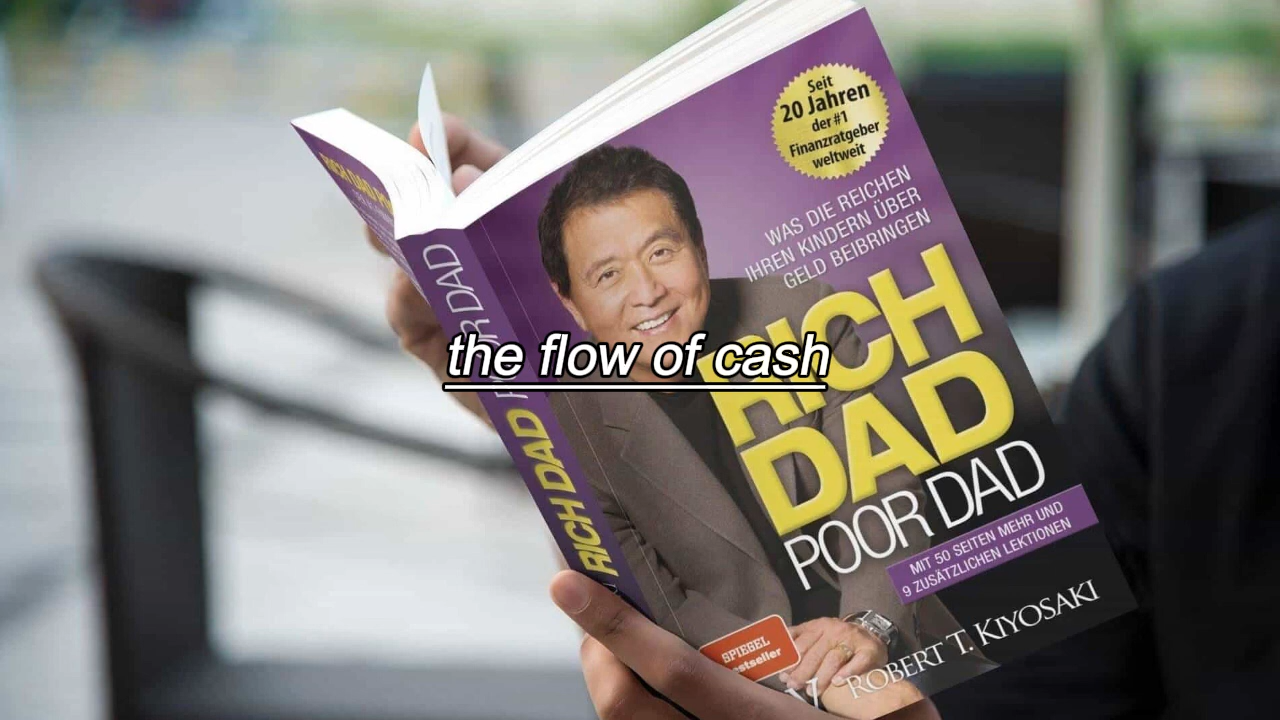 Seit
20 Jahren
der #1
Finanzratgeber
weltweit
WAS DIE REICHEN
IHREN KINDERN ÜBER
GELD BEIBRINGEN
RICH
DAD
POOR DAD
the flow of cash
MIT 50 SEITEN MEHR UND
9 ZUSÄTZLICHEN LEKTIONEN
SPIEGEL
ROBERT T. KIYOSAKI
RICH DAD POOR DAD